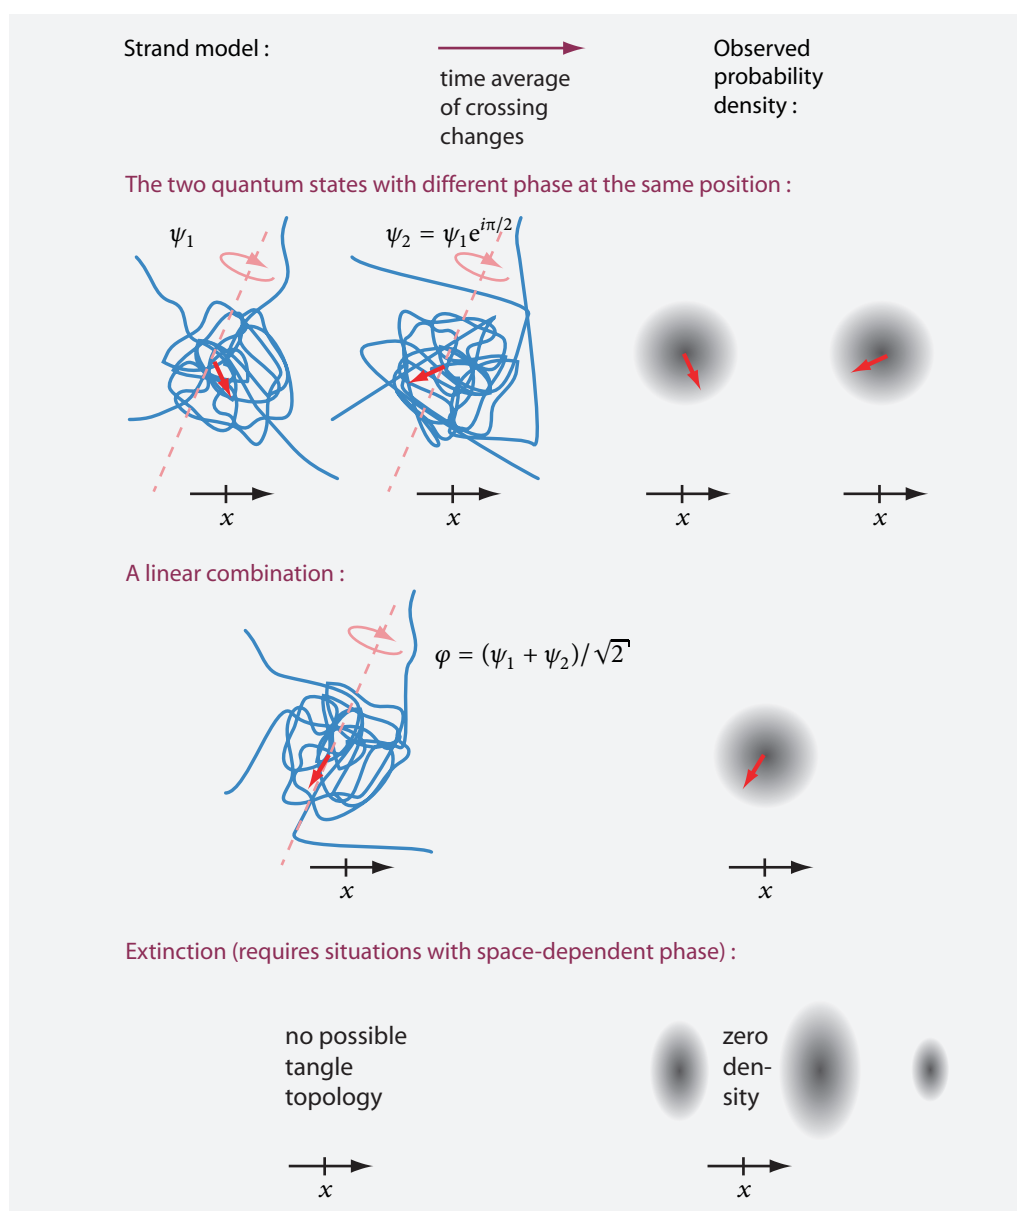 Strand model :
time average
of crossing
changes
Observed
probability
density :
The two quantum states with different phase at the same position :
ψ₁
ψ₂ = ψ₁e^{iπ/2}
x
x
x
x
A linear combination :
φ = (ψ₁ + ψ₂)/√2
x
x
Extinction (requires situations with space-dependent phase) :
no possible
tangle
topology
zero
den-
sity
x
x